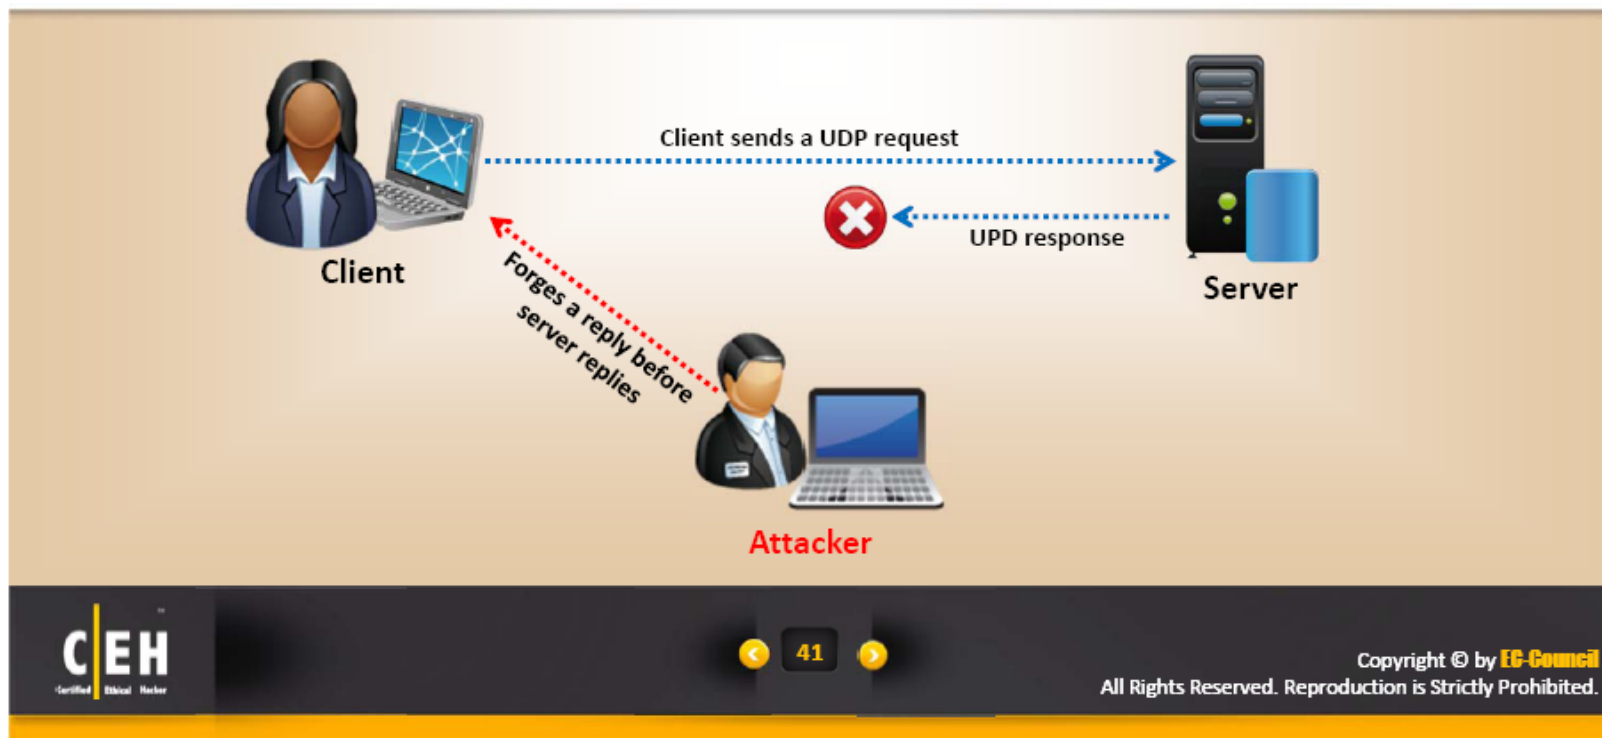 Client sends a UDP request
UPD response
Client
Server
Forges a reply before
server replies
Attacker
C|EH
Certified Ethical Hacker
41
Copyright © by EC-Council
All Rights Reserved. Reproduction is Strictly Prohibited.